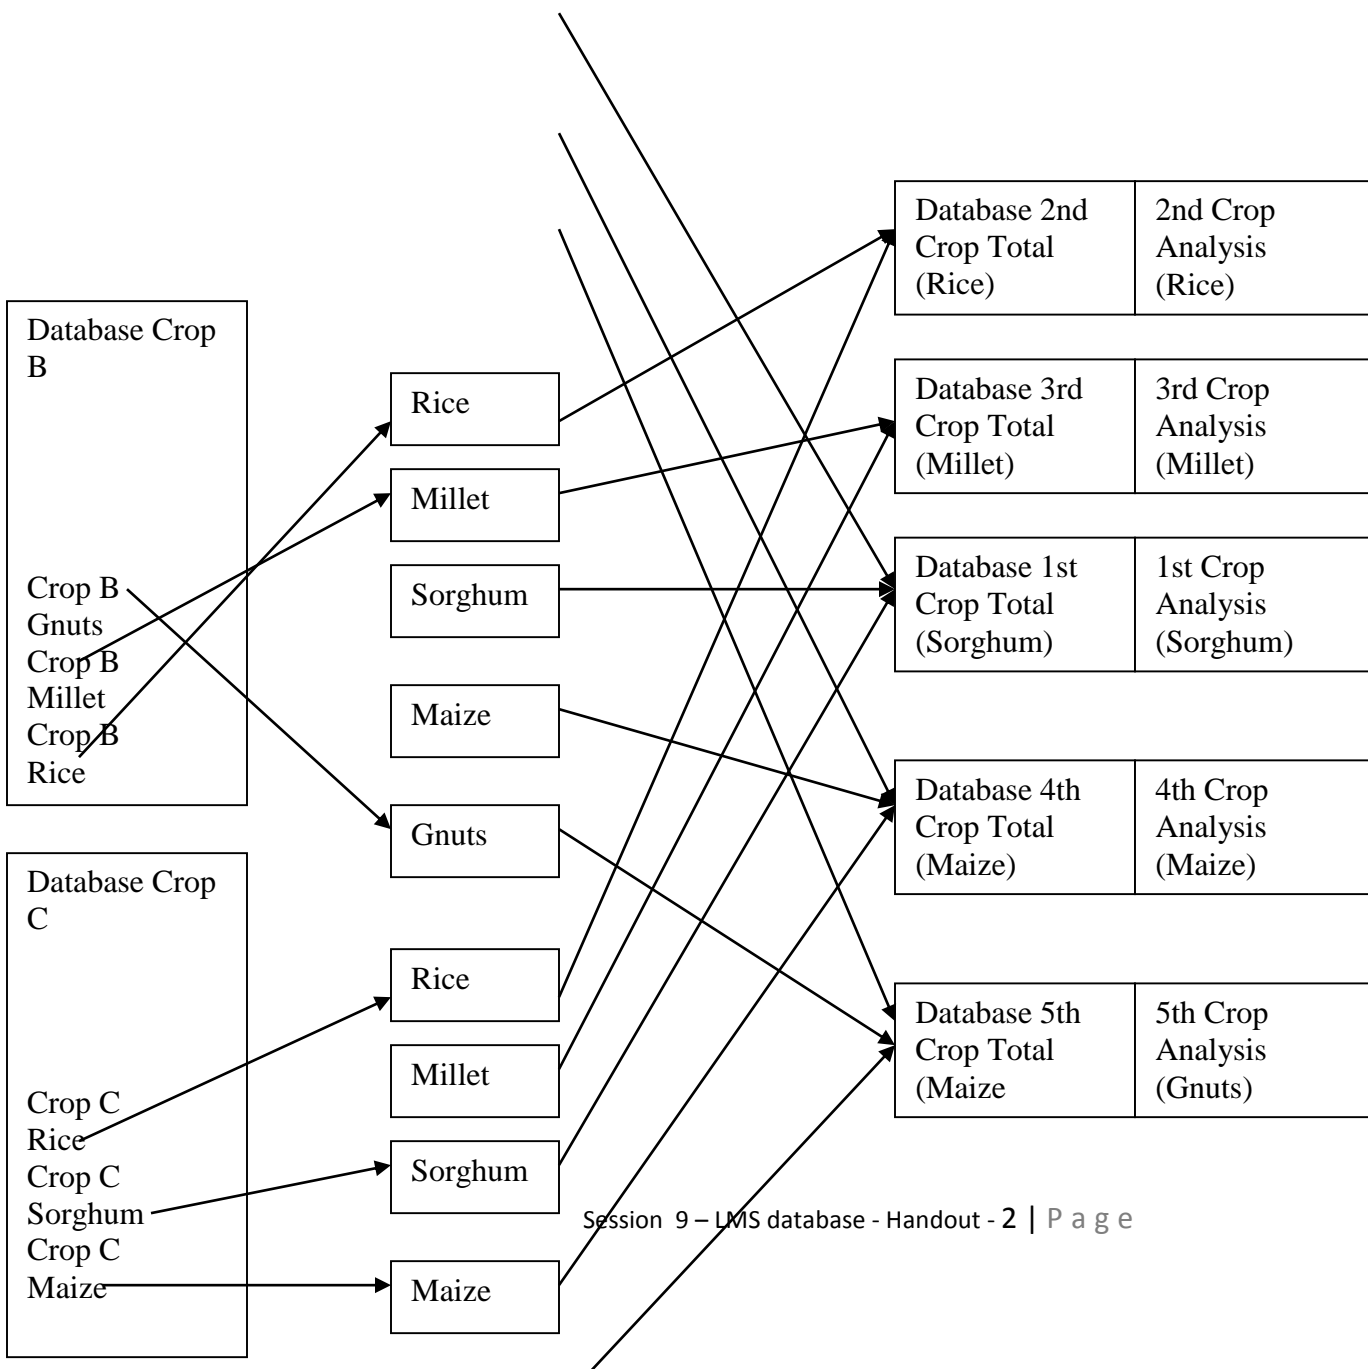 Database Crop
B
Crop B
Gnuts
Crop B
Millet
Crop B
Rice
Database Crop
C
Crop C
Rice
Crop C
Sorghum
Crop C
Maize
Rice
Millet
Sorghum
Maize
Gnuts
Rice
Millet
Sorghum
Maize
Database 2nd
Crop Total
(Rice)
2nd Crop
Analysis
(Rice)
Database 3rd
Crop Total
(Millet)
3rd Crop
Analysis
(Millet)
Database 1st
Crop Total
(Sorghum)
1st Crop
Analysis
(Sorghum)
Database 4th
Crop Total
(Maize)
4th Crop
Analysis
(Maize)
Database 5th
Crop Total
(Maize
5th Crop
Analysis
(Gnuts)
Session 9 – LMS database - Handout - 2 | P a g e